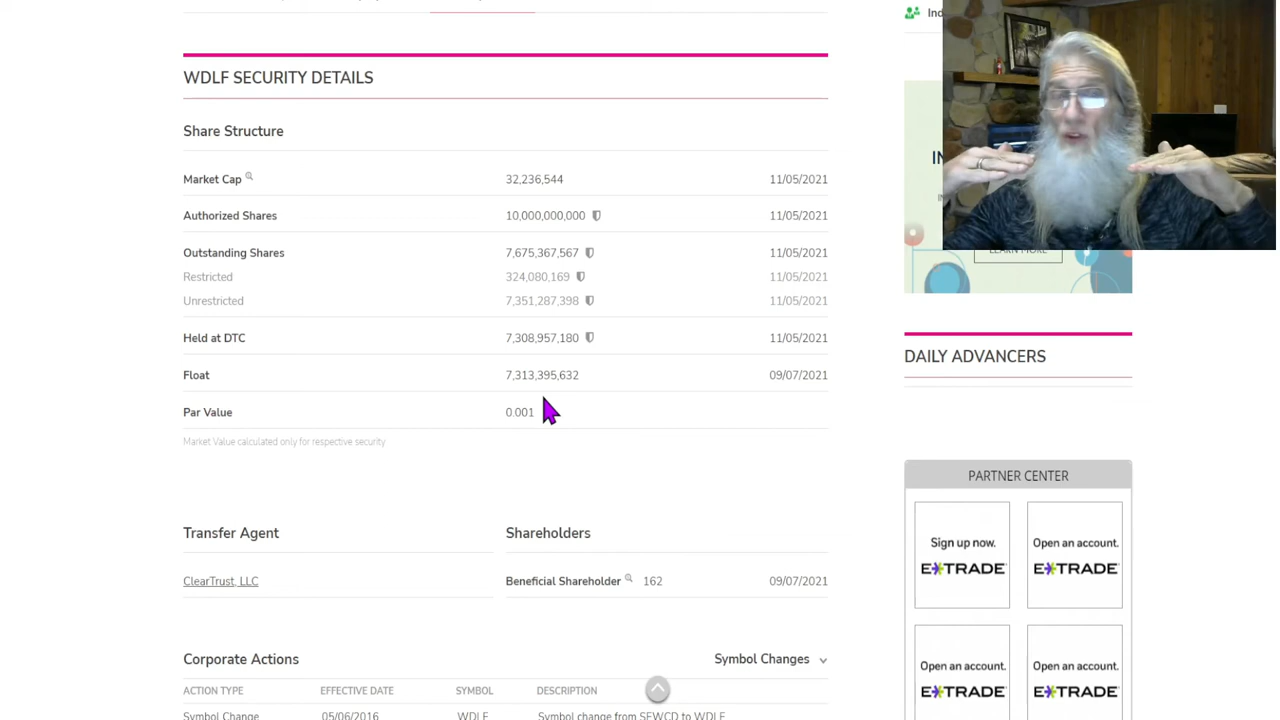 Ind
WDLF SECURITY DETAILS
Share Structure
Market Cap 32,236,544 11/05/2021
Authorized Shares 10,000,000,000 11/05/2021
Outstanding Shares 7,675,367,567 11/05/2021
Restricted 324,080,169 11/05/2021
Unrestricted 7,351,287,398 11/05/2021
Held at DTC 7,308,957,180 11/05/2021
Float 7,313,395,632 09/07/2021
Par Value 0.001
Market Value calculated only for respective security
Transfer Agent
ClearTrust, LLC
Shareholders
Beneficial Shareholder 162 09/07/2021
Corporate Actions Symbol Changes
ACTION TYPE EFFECTIVE DATE SYMBOL DESCRIPTION
Symbol Change 05/06/2016 WDLF Symbol change from SEWCD to WDLF
IN
LEARN MORE
DAILY ADVANCERS
PARTNER CENTER
Sign up now.
E*TRADE
Open an account.
E*TRADE
Open an account.
E*TRADE
Open an account.
E*TRADE